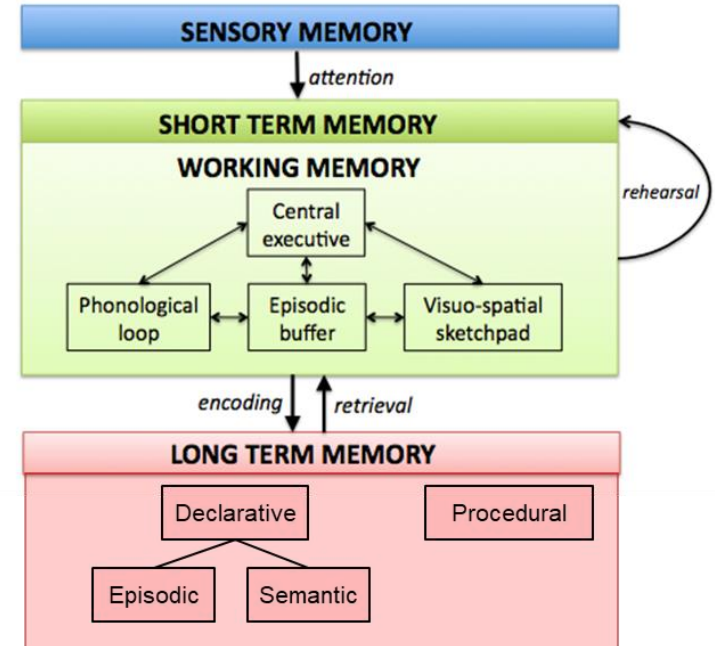 SENSORY MEMORY
attention
SHORT TERM MEMORY
WORKING MEMORY
rehearsal
Central
executive
Phonological
loop
Episodic
buffer
Visuo-spatial
sketchpad
encoding
retrieval
LONG TERM MEMORY
Declarative
Procedural
Episodic
Semantic